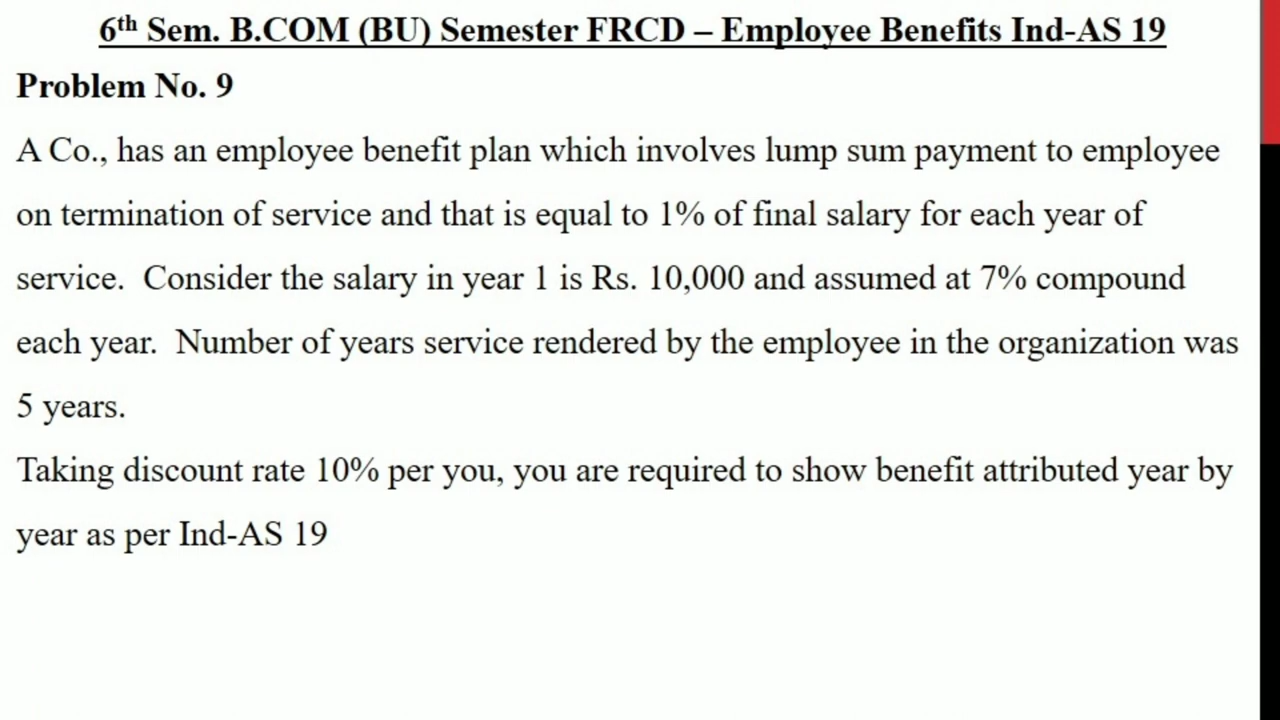 6th Sem. B.COM (BU) Semester FRCD – Employee Benefits Ind-AS 19
Problem No. 9
A Co., has an employee benefit plan which involves lump sum payment to employee
on termination of service and that is equal to 1% of final salary for each year of
service.  Consider the salary in year 1 is Rs. 10,000 and assumed at 7% compound
each year.  Number of years service rendered by the employee in the organization was
5 years.
Taking discount rate 10% per you, you are required to show benefit attributed year by
year as per Ind-AS 19